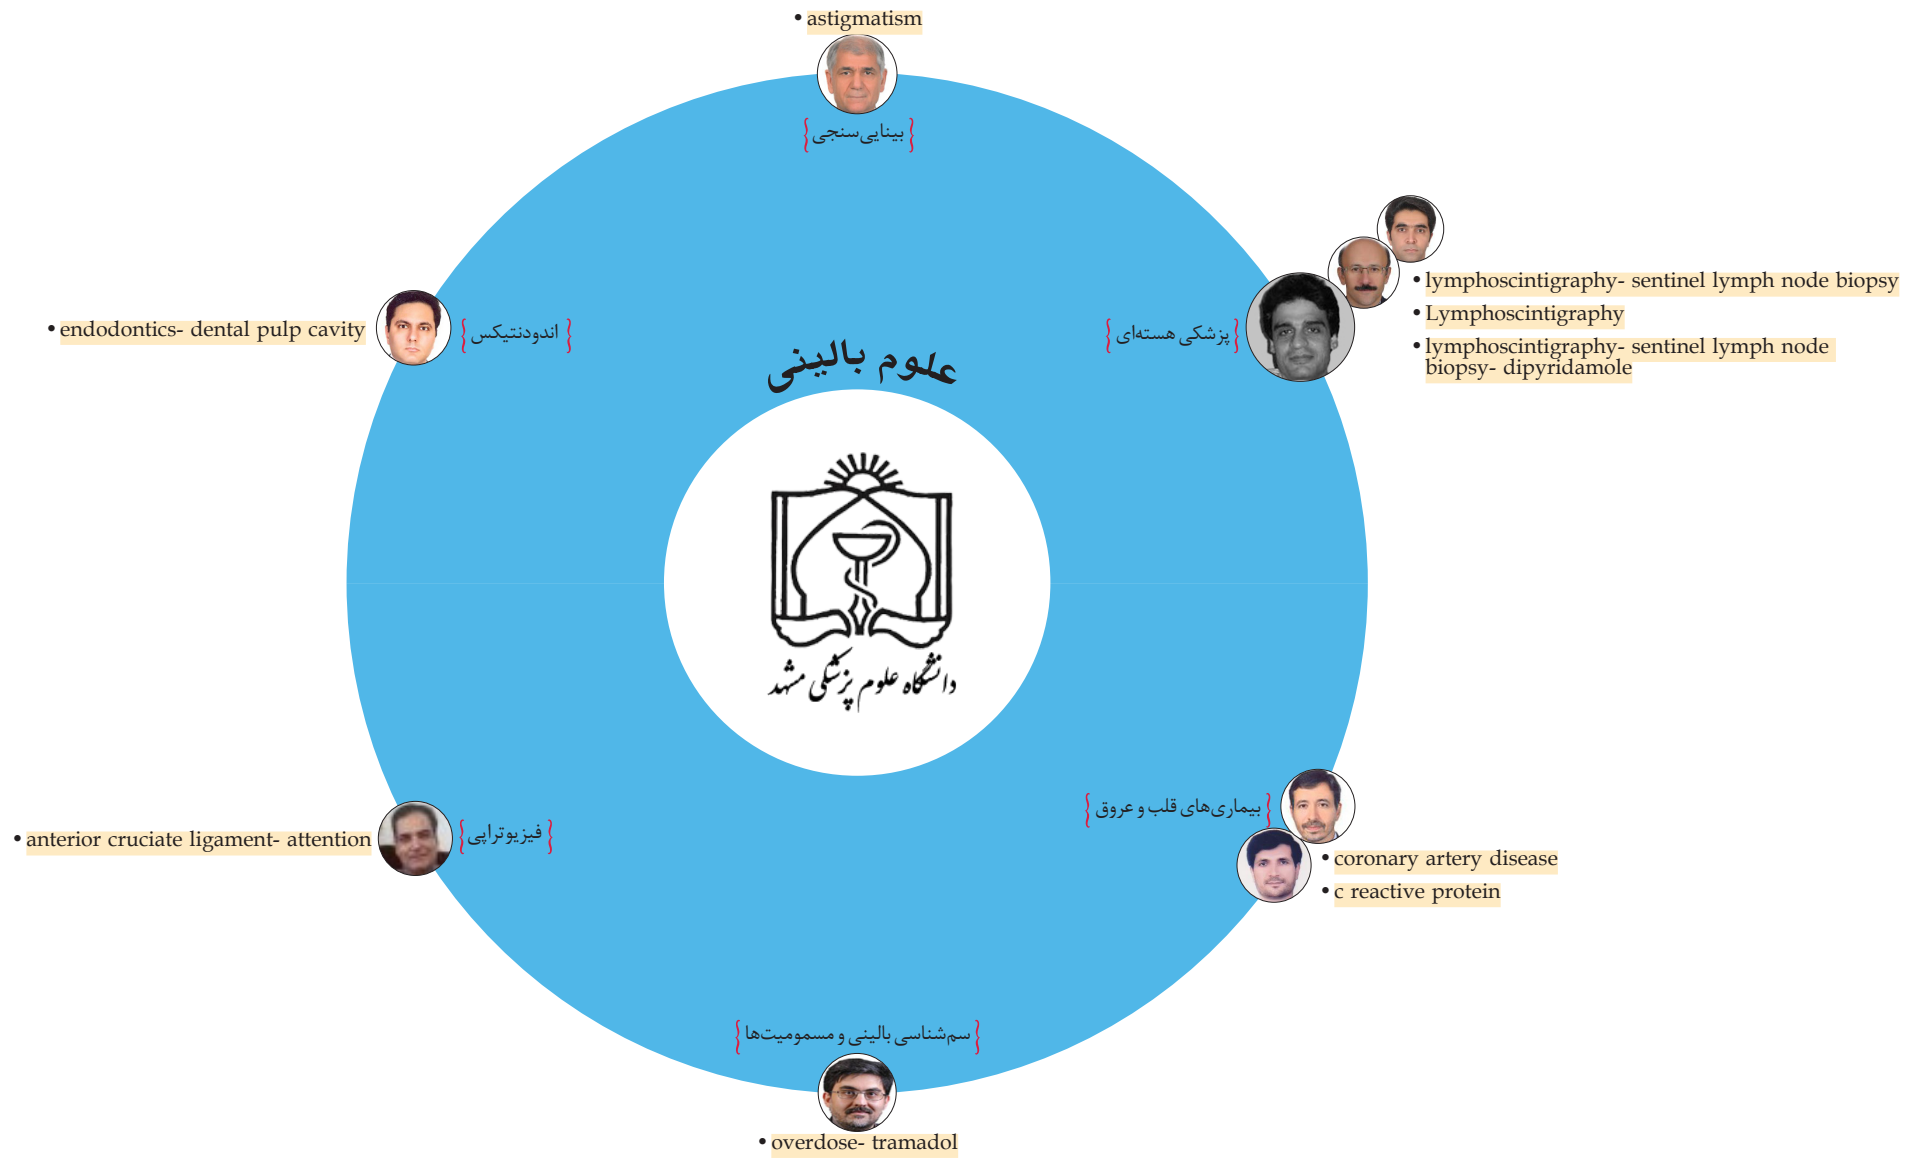 • astigmatism
{بینایی‌سنجی}
• lymphoscintigraphy- sentinel lymph node biopsy
• Lymphoscintigraphy
• lymphoscintigraphy- sentinel lymph node
biopsy- dipyridamole
{پزشکی هسته‌ای}
• endodontics- dental pulp cavity
{اندودنتیکس}
علوم بالینی
دانشگاه علوم پزشکی مشهد
{بیماری‌های قلب و عروق}
• coronary artery disease
• c reactive protein
• anterior cruciate ligament- attention
{فیزیوتراپی}
{سم‌شناسی بالینی و مسمومیت‌ها}
• overdose- tramadol